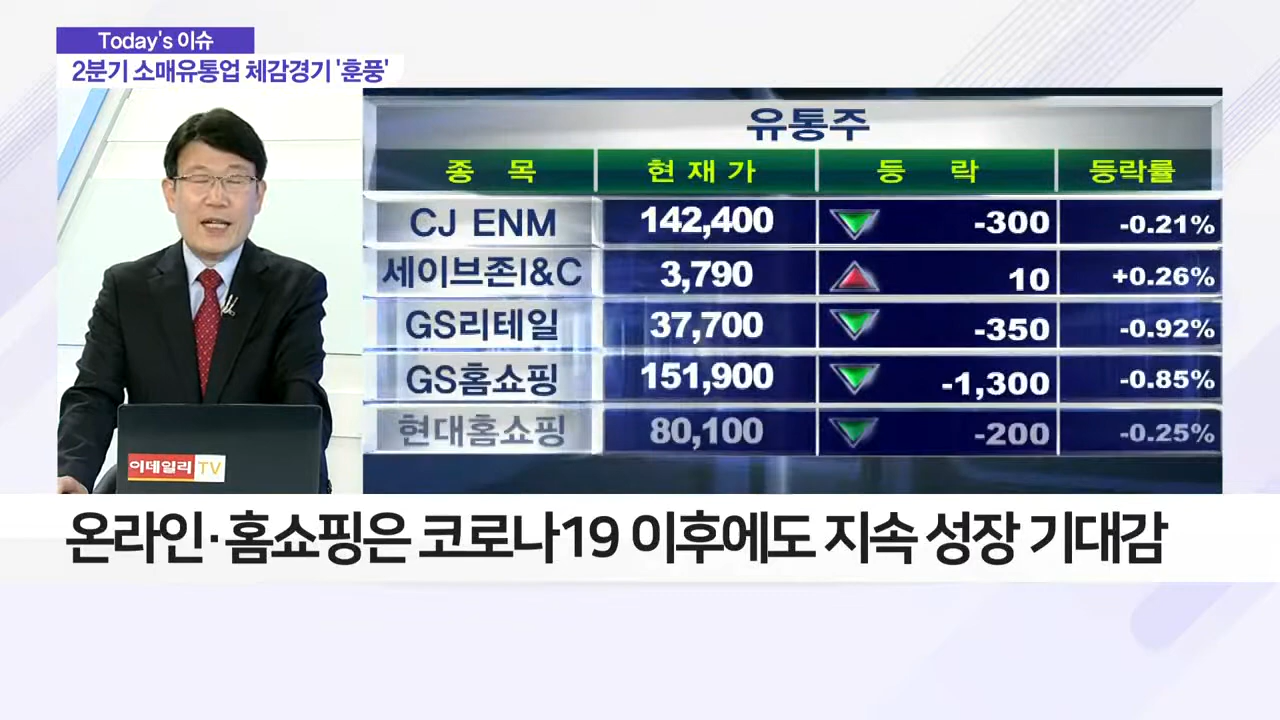 Today's 이슈
2분기 소매유통업 체감경기 '훈풍'
유통주
종 목 현 재 가 등 락 등락률
CJ ENM 142,400 -300 -0.21%
세이브존I&C 3,790 10 +0.26%
GS리테일 37,700 -350 -0.92%
GS홈쇼핑 151,900 -1,300 -0.85%
현대홈쇼핑 80,100 -200 -0.25%
이데일리 TV
온라인·홈쇼핑은 코로나19 이후에도 지속 성장 기대감